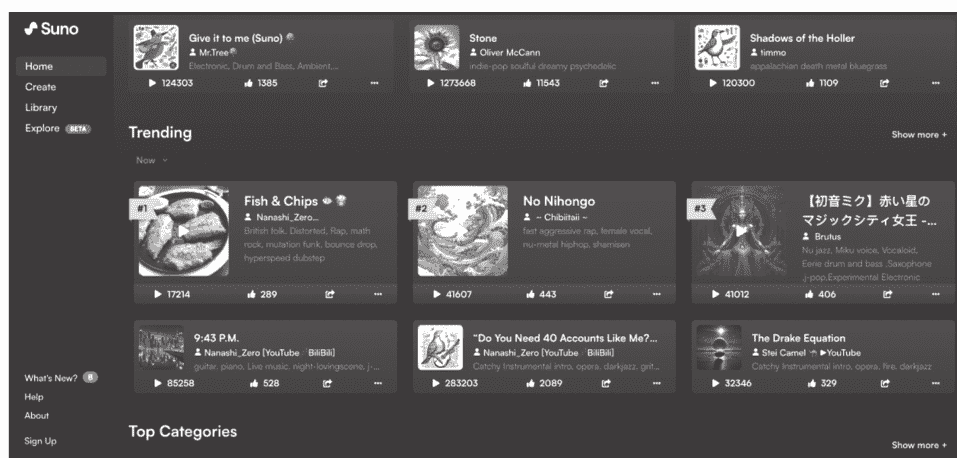 Suno
Home
Create
Library
Explore BETA
What's New? 8
Help
About
Sign Up
Give it to me (Suno)
Mr.Tree
Electronic, Drum and Bass, Ambient,...
124303 1385
Stone
Oliver McCann
indie-pop soulful dreamy psychedelic
1273668 11543
Shadows of the Holler
timmo
appalachian death metal bluegrass
120300 1109
Trending
Show more +
Now
#1
Fish & Chips
Nanashi_Zero...
British folk, Distorted, Rap, math
rock, mutation funk, bounce drop,
hyperspeed dubstep
17214 289
#2
No Nihongo
~ Chibiitaii ~
fast aggressive rap, female vocal,
nu-metal hiphop, shamisen
41607 443
#3
【初音ミク】赤い星の
マジックシティ女王 -...
Brutus
Nu jazz, Miku voice, Vocaloid,
Eerie drum and bass ,Saxophone
,j-pop,Experimental Electronic
41012 406
9:43 P.M.
Nanashi_Zero [YouTube BiliBili]
guitar, piano, Live music, night-lovingscene, j-...
85258 528
"Do You Need 40 Accounts Like Me?...
Nanashi_Zero [YouTube BiliBili]
Catchy Instrumental intro, opera, darkjazz, grit...
283203 2089
The Drake Equation
Stei Camel ▶YouTube
Catchy Instrumental intro, opera, fire, darkjazz
32346 329
Top Categories
Show more +